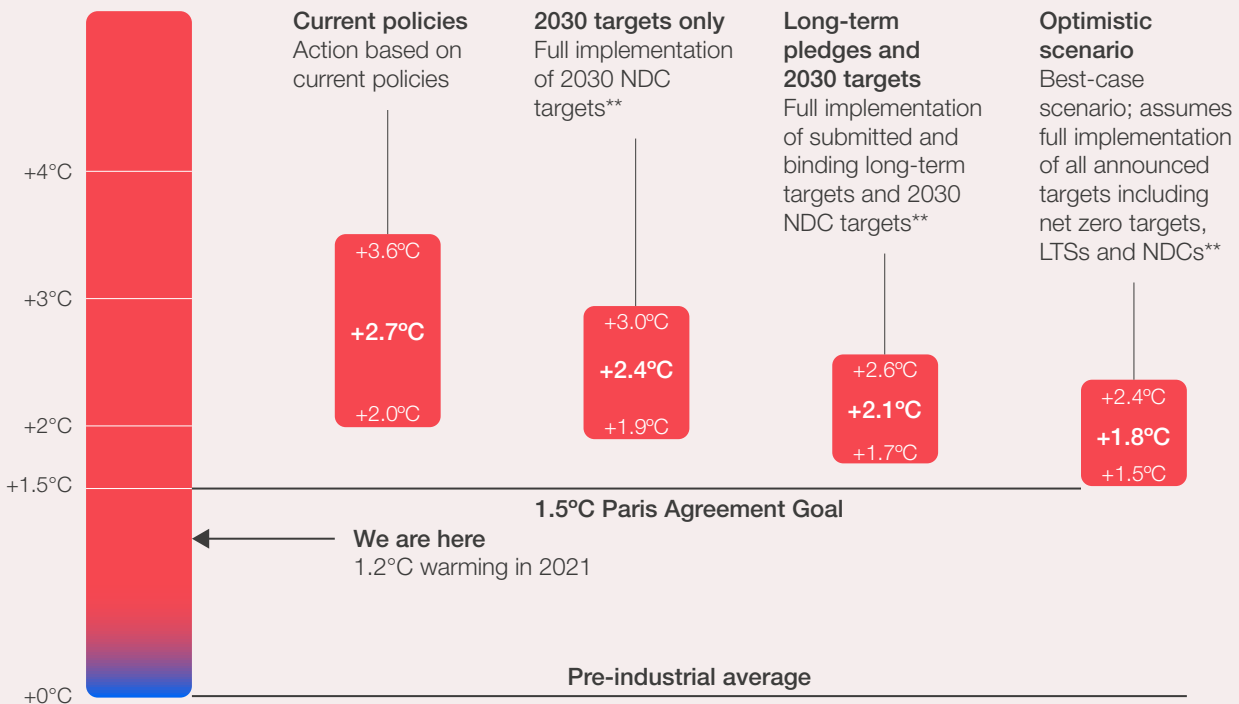 Current policies
Action based on
current policies
2030 targets only
Full implementation
of 2030 NDC
targets**
Long-term
pledges and
2030 targets
Full implementation
of submitted and
binding long-term
targets and 2030
NDC targets**
Optimistic
scenario
Best-case
scenario; assumes
full implementation
of all announced
targets including
net zero targets,
LTSs and NDCs**
+4°C
+3°C
+2°C
+1.5°C
+0°C
+3.6ºC
+2.7ºC
+2.0ºC
+3.0ºC
+2.4ºC
+1.9ºC
+2.6ºC
+2.1ºC
+1.7ºC
+2.4ºC
+1.8ºC
+1.5ºC
1.5ºC Paris Agreement Goal
We are here
1.2°C warming in 2021
Pre-industrial average